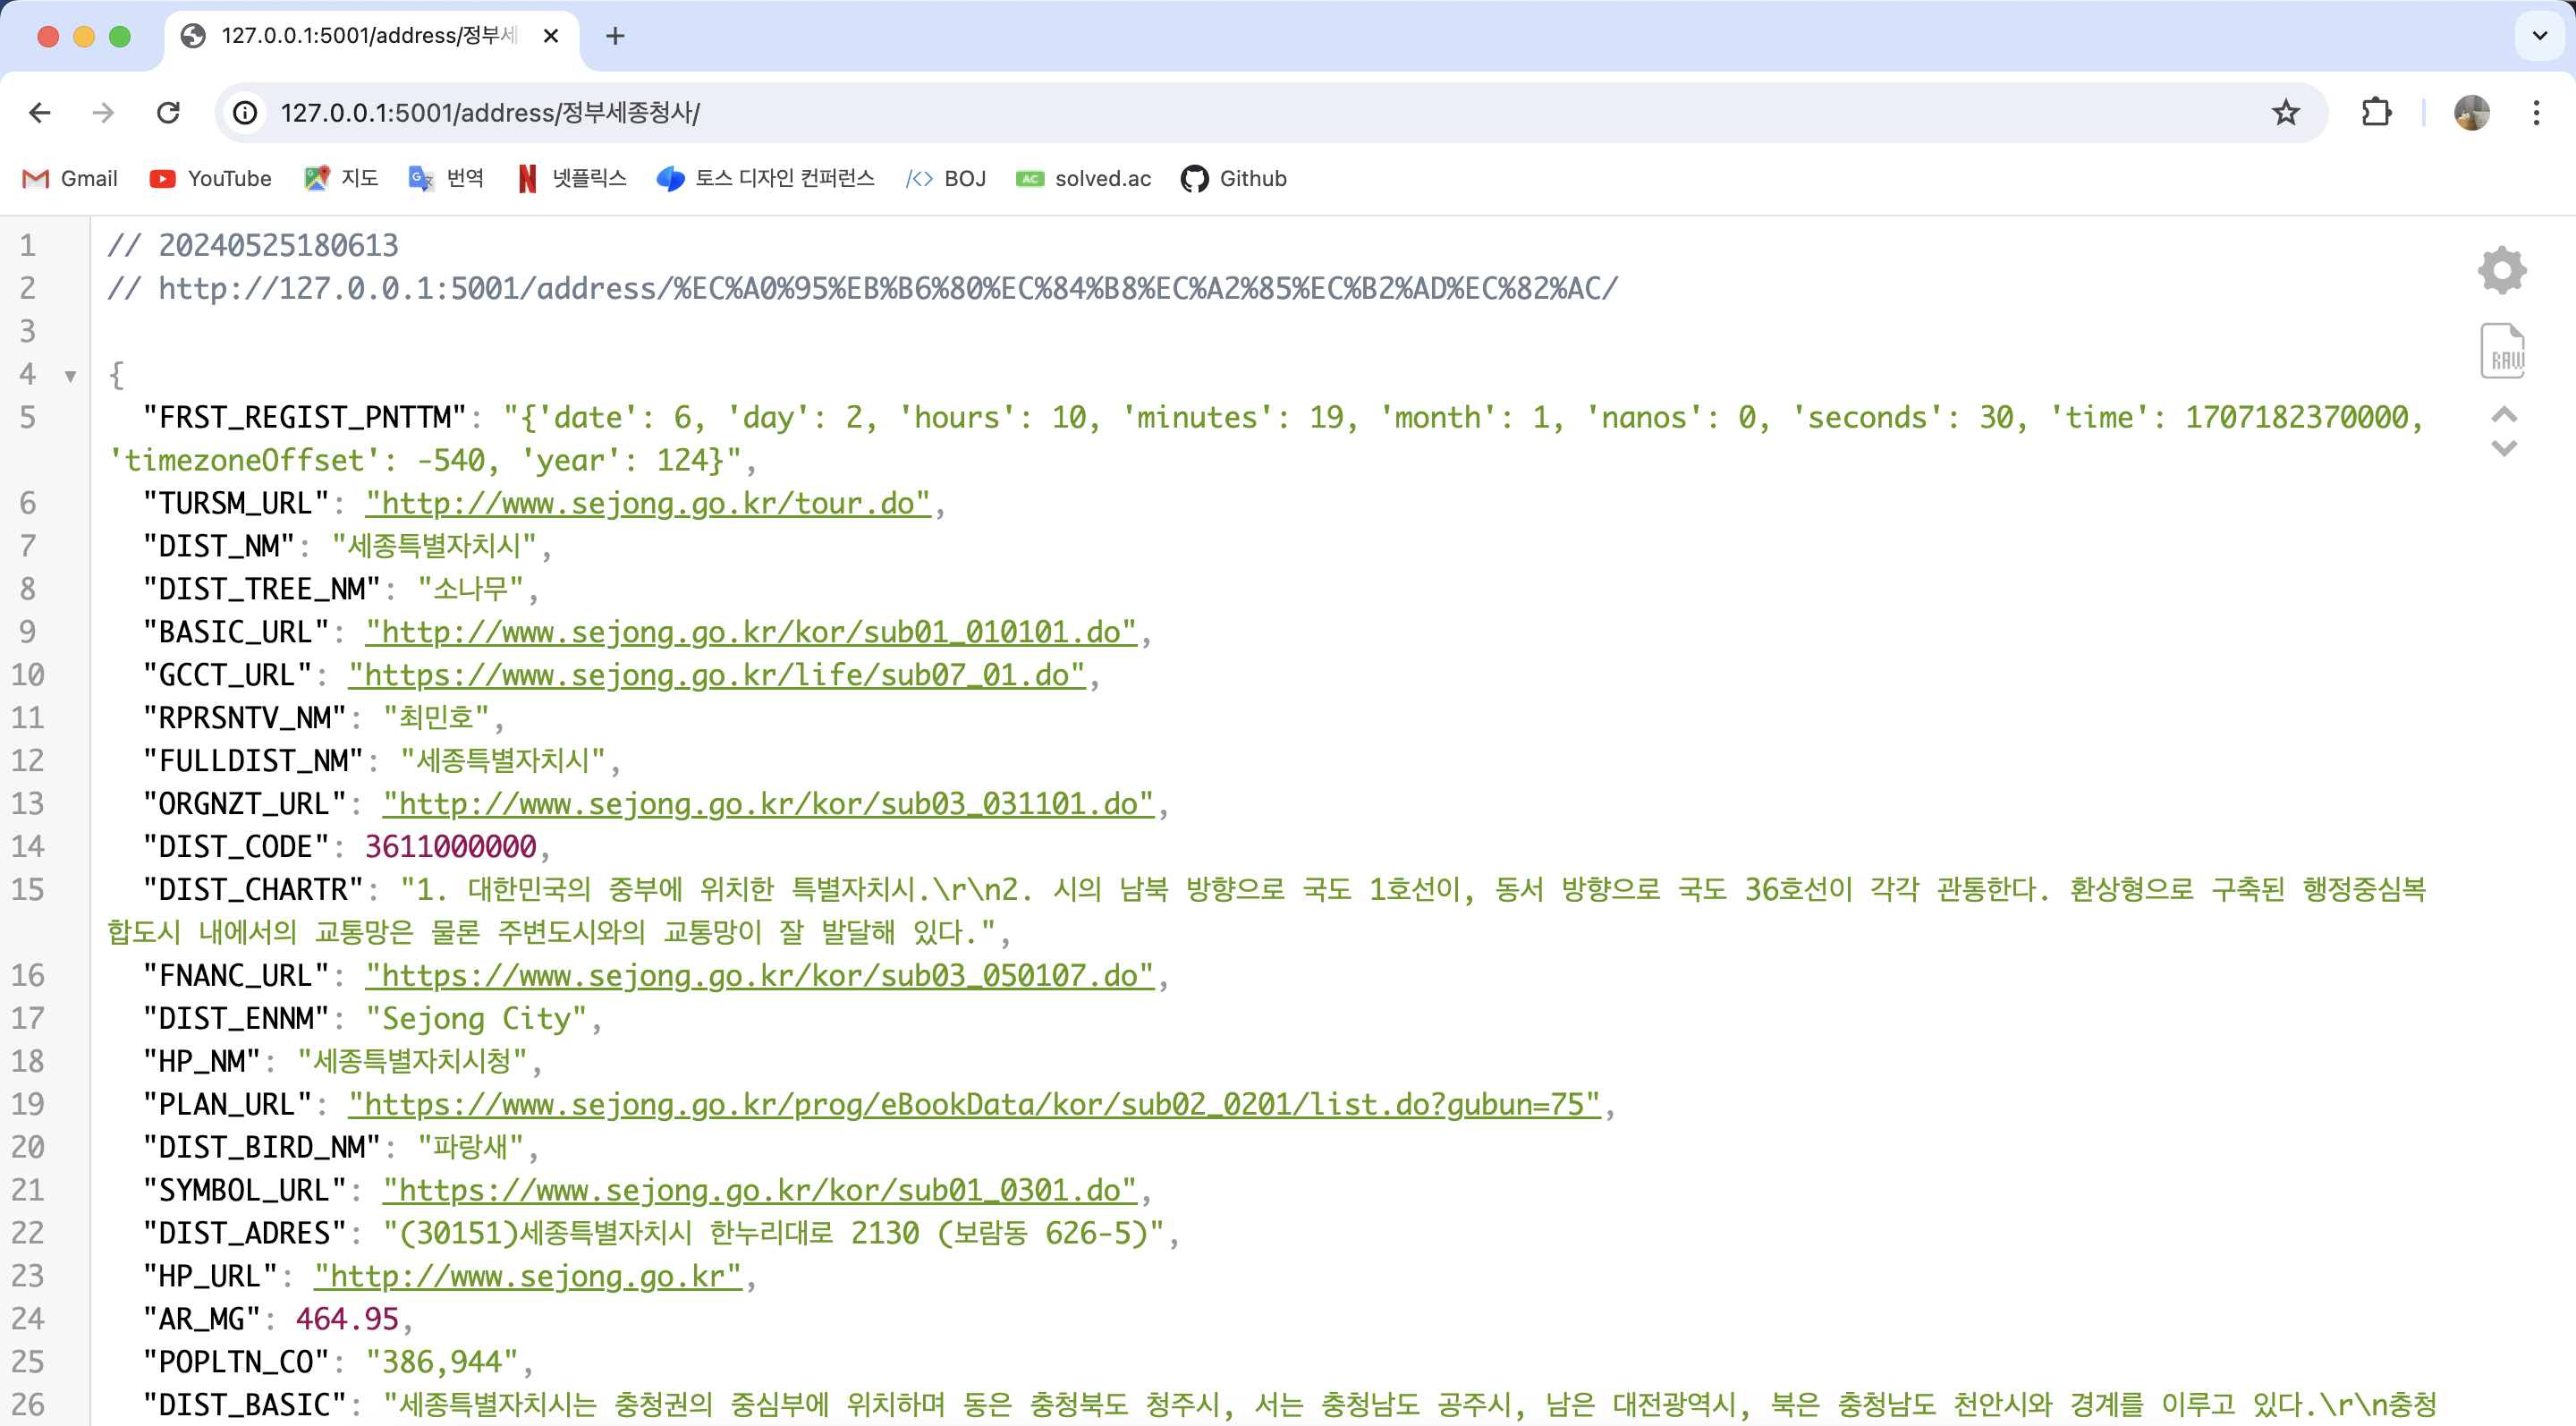 127.0.0.1:5001/address/정부세
127.0.0.1:5001/address/정부세종청사/
Gmail YouTube 지도 번역 넷플릭스 토스 디자인 컨퍼런스 BOJ solved.ac Github
1 // 20240525180613
2 // http://127.0.0.1:5001/address/%EC%A0%95%EB%B6%80%EC%84%B8%EC%A2%85%EC%B2%AD%EC%82%AC/
3
4 {
5 "FRST_REGIST_PNTTM": "{'date': 6, 'day': 2, 'hours': 10, 'minutes': 19, 'month': 1, 'nanos': 0, 'seconds': 30, 'time': 1707182370000,
'timezoneOffset': -540, 'year': 124}",
6 "TURSM_URL": "http://www.sejong.go.kr/tour.do",
7 "DIST_NM": "세종특별자치시",
8 "DIST_TREE_NM": "소나무",
9 "BASIC_URL": "http://www.sejong.go.kr/kor/sub01_010101.do",
10 "GCCT_URL": "https://www.sejong.go.kr/life/sub07_01.do",
11 "RPRSNTV_NM": "최민호",
12 "FULLDIST_NM": "세종특별자치시",
13 "ORGNZT_URL": "http://www.sejong.go.kr/kor/sub03_031101.do",
14 "DIST_CODE": 3611000000,
15 "DIST_CHARTR": "1. 대한민국의 중부에 위치한 특별자치시.\r\n2. 시의 남북 방향으로 국도 1호선이, 동서 방향으로 국도 36호선이 각각 관통한다. 환상형으로 구축된 행정중심복
합도시 내에서의 교통망은 물론 주변도시와의 교통망이 잘 발달해 있다.",
16 "FNANC_URL": "https://www.sejong.go.kr/kor/sub03_050107.do",
17 "DIST_ENNM": "Sejong City",
18 "HP_NM": "세종특별자치시청",
19 "PLAN_URL": "https://www.sejong.go.kr/prog/eBookData/kor/sub02_0201/list.do?gubun=75",
20 "DIST_BIRD_NM": "파랑새",
21 "SYMBOL_URL": "https://www.sejong.go.kr/kor/sub01_0301.do",
22 "DIST_ADRES": "(30151)세종특별자치시 한누리대로 2130 (보람동 626-5)",
23 "HP_URL": "http://www.sejong.go.kr",
24 "AR_MG": 464.95,
25 "POPLTN_CO": "386,944",
26 "DIST_BASIC": "세종특별자치시는 충청권의 중심부에 위치하며 동은 충청북도 청주시, 서는 충청남도 공주시, 남은 대전광역시, 북은 충청남도 천안시와 경계를 이루고 있다.\r\n충청
RAW